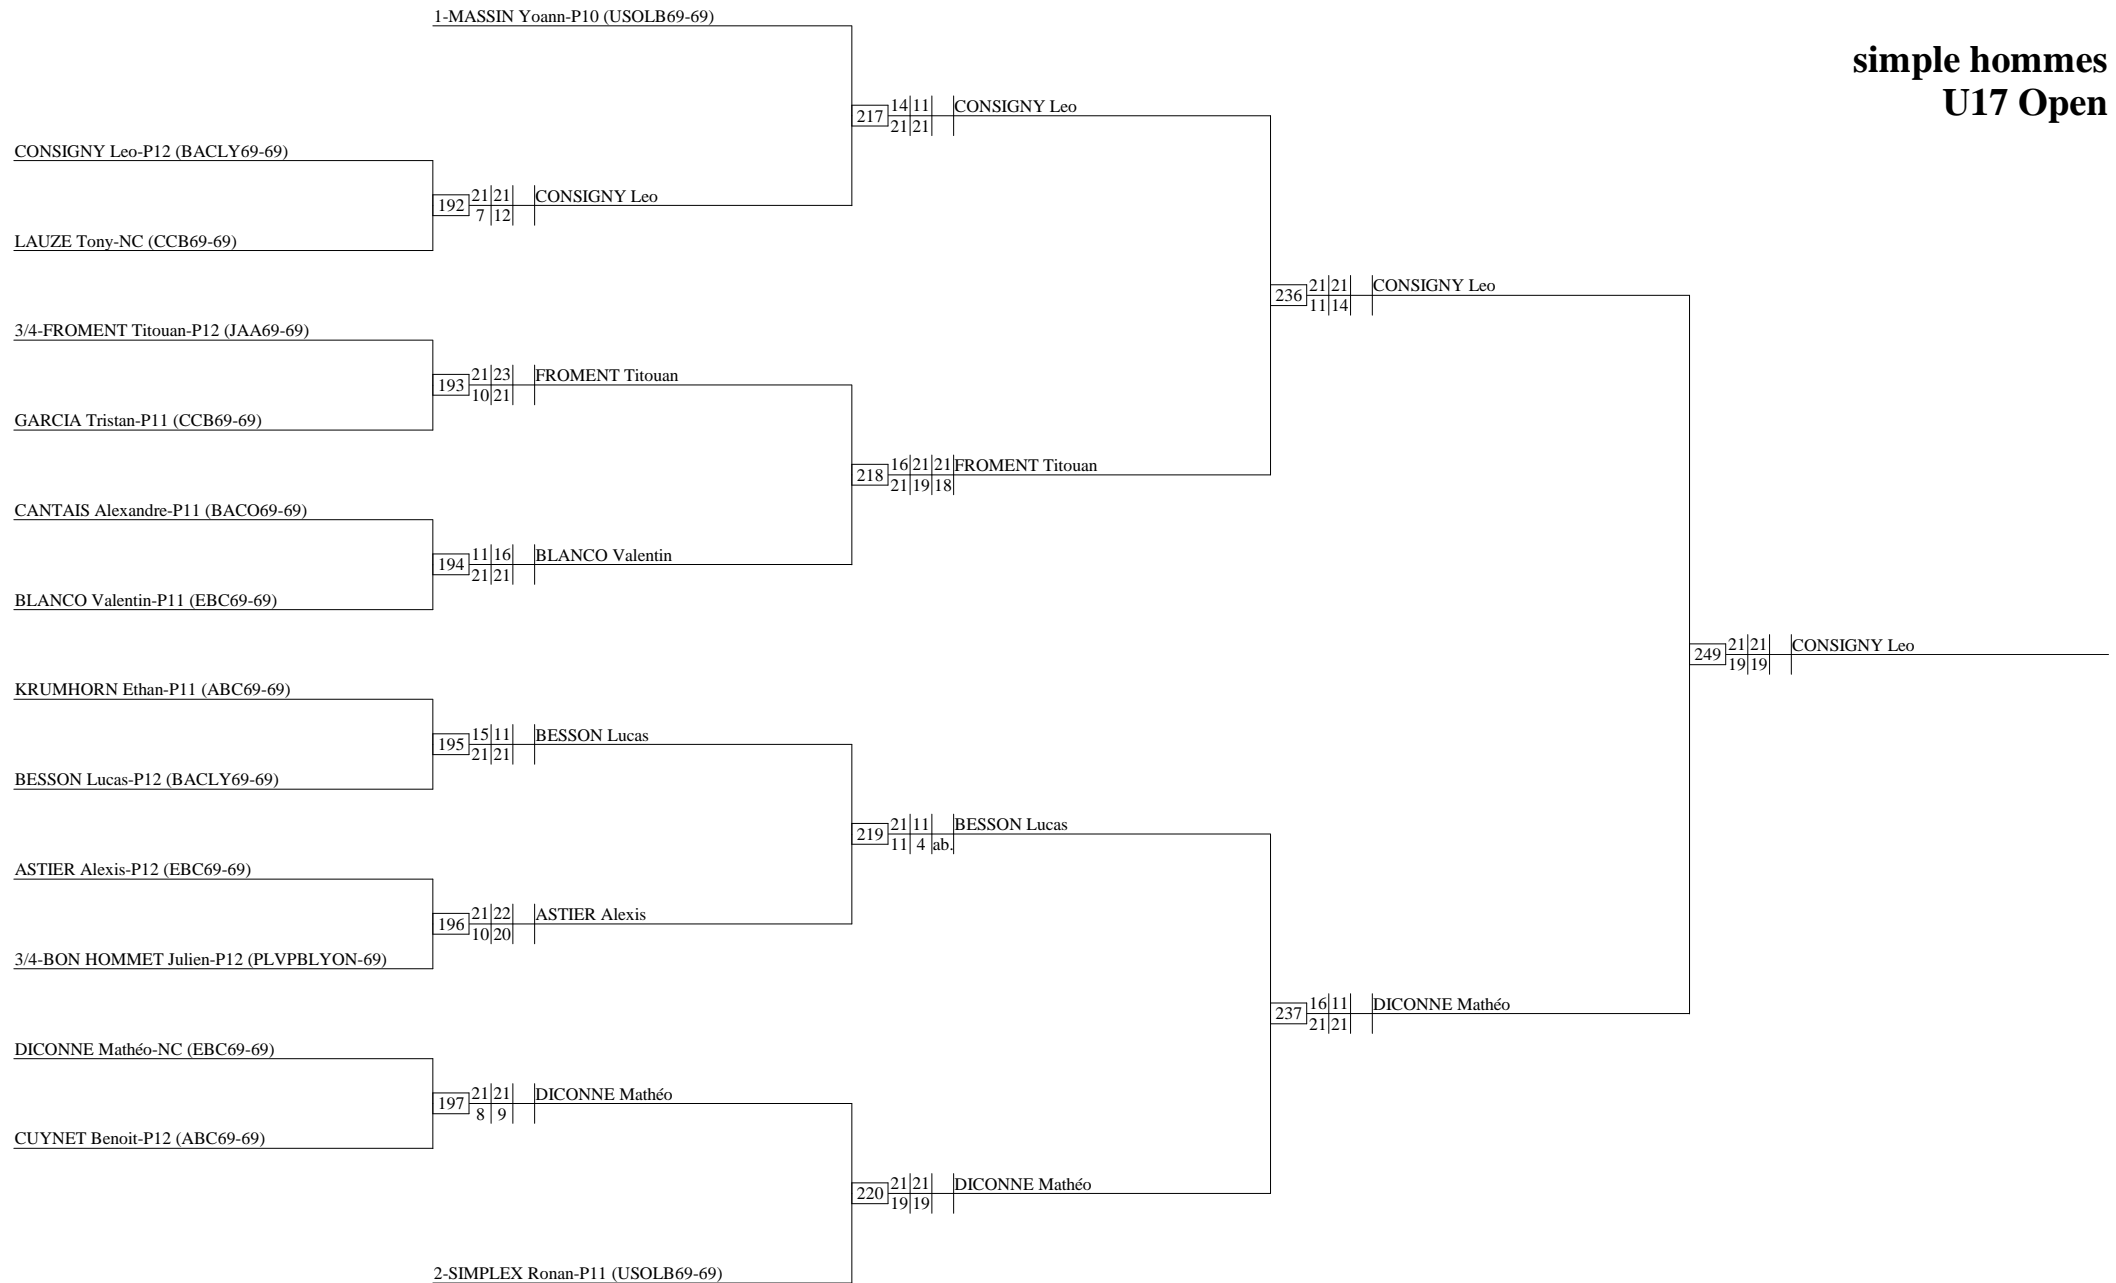 1-MASSIN Yoann-P10 (USOLB69-69)
simple hommes
U17 Open
217 14 11 CONSIGNY Leo
21 21
CONSIGNY Leo-P12 (BACLY69-69)
192 21 21 CONSIGNY Leo
7 12
LAUZE Tony-NC (CCB69-69)
236 21 21 CONSIGNY Leo
11 14
3/4-FROMENT Titouan-P12 (JAA69-69)
193 21 23 FROMENT Titouan
10 21
GARCIA Tristan-P11 (CCB69-69)
218 16 21 21 FROMENT Titouan
21 19 18
CANTAIS Alexandre-P11 (BACO69-69)
194 11 16 BLANCO Valentin
21 21
BLANCO Valentin-P11 (EBC69-69)
249 21 21 CONSIGNY Leo
19 19
KRUMHORN Ethan-P11 (ABC69-69)
195 15 11 BESSON Lucas
21 21
BESSON Lucas-P12 (BACLY69-69)
219 21 11 BESSON Lucas
11 4 ab.
ASTIER Alexis-P12 (EBC69-69)
196 21 22 ASTIER Alexis
10 20
3/4-BON HOMMET Julien-P12 (PLVPBLYON-69)
237 16 11 DICONNE Mathéo
21 21
DICONNE Mathéo-NC (EBC69-69)
197 21 21 DICONNE Mathéo
8 9
CUYNET Benoit-P12 (ABC69-69)
220 21 21 DICONNE Mathéo
19 19
2-SIMPLEX Ronan-P11 (USOLB69-69)